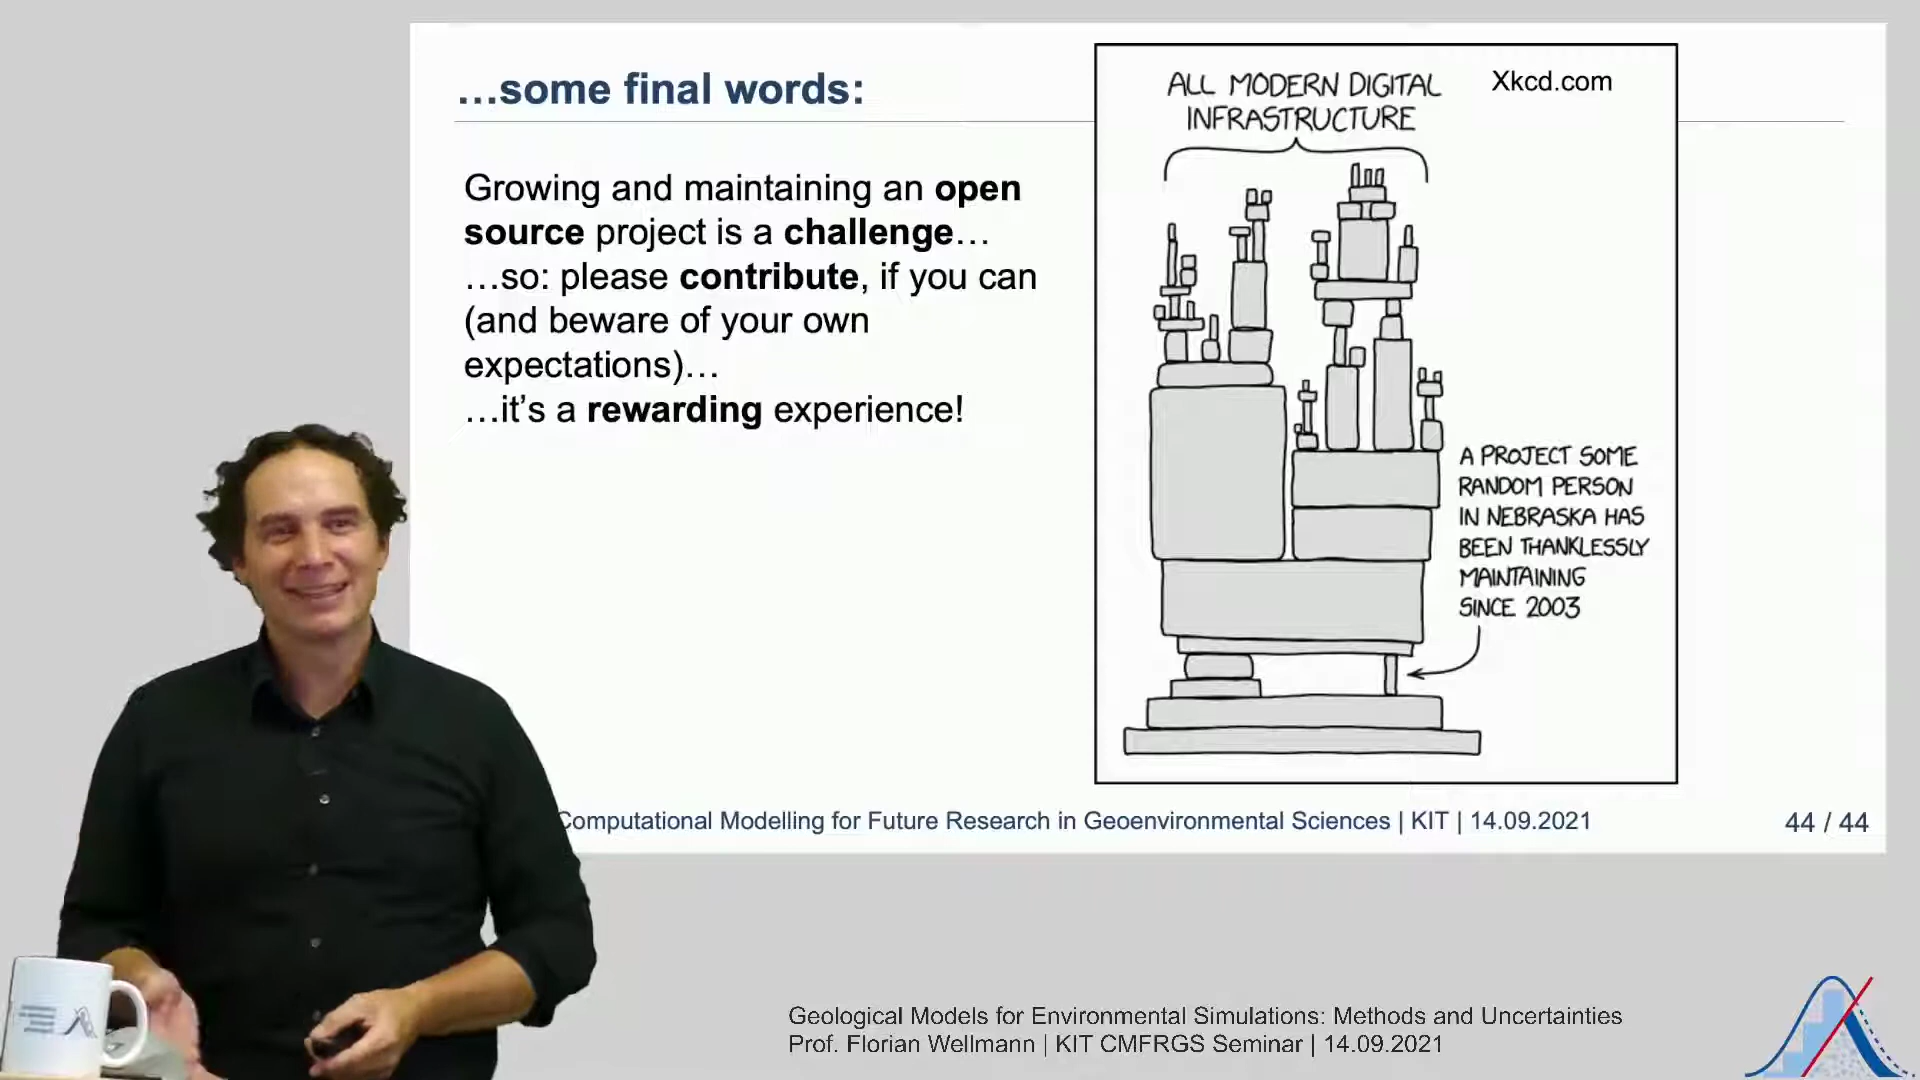 …some final words:
Growing and maintaining an open
source project is a challenge…
…so: please contribute, if you can
(and beware of your own
expectations)…
…it’s a rewarding experience!
Xkcd.com
ALL MODERN DIGITAL
INFRASTRUCTURE
A PROJECT SOME
RANDOM PERSON
IN NEBRASKA HAS
BEEN THANKLESSLY
MAINTAINING
SINCE 2003
Computational Modelling for Future Research in Geoenvironmental Sciences | KIT | 14.09.2021
44 / 44
Geological Models for Environmental Simulations: Methods and Uncertainties
Prof. Florian Wellmann | KIT CMFRGS Seminar | 14.09.2021